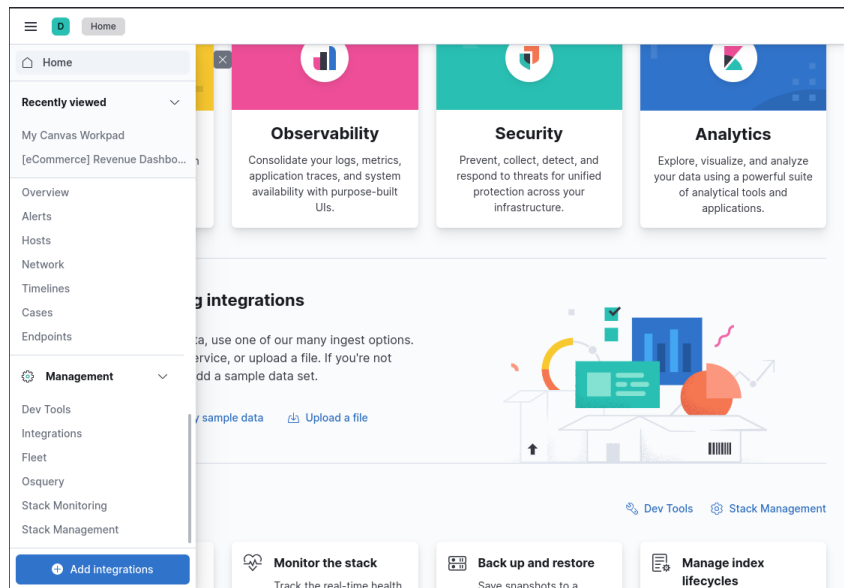 D Home
Home
Recently viewed
My Canvas Workpad
[eCommerce] Revenue Dashbo...
Overview
Alerts
Hosts
Network
Timelines
Cases
Endpoints
Management
Dev Tools
Integrations
Fleet
Osquery
Stack Monitoring
Stack Management
Add integrations
Observability
Consolidate your logs, metrics,
application traces, and system
availability with purpose-built
UIs.
Security
Prevent, collect, detect, and
respond to threats for unified
protection across your
infrastructure.
Analytics
Explore, visualize, and analyze
your data using a powerful suite
of analytical tools and
applications.
integrations
use one of our many ingest options.
or upload a file. If you're not
a sample data set.
sample data Upload a file
Dev Tools Stack Management
Monitor the stack
Track the real-time health
Back up and restore
Save snapshots to a
Manage index
lifecycles